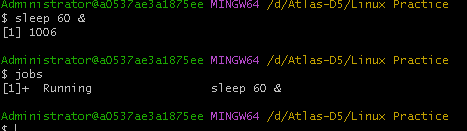 Administrator@a0537ae3a1875ee MINGW64 /d/Atlas-D5/Linux Practice
$ sleep 60 &
[1] 1006
Administrator@a0537ae3a1875ee MINGW64 /d/Atlas-D5/Linux Practice
$ jobs
[1]+  Running                 sleep 60 &
Administrator@a0537ae3a1875ee MINGW64 /d/Atlas-D5/Linux Practice
$